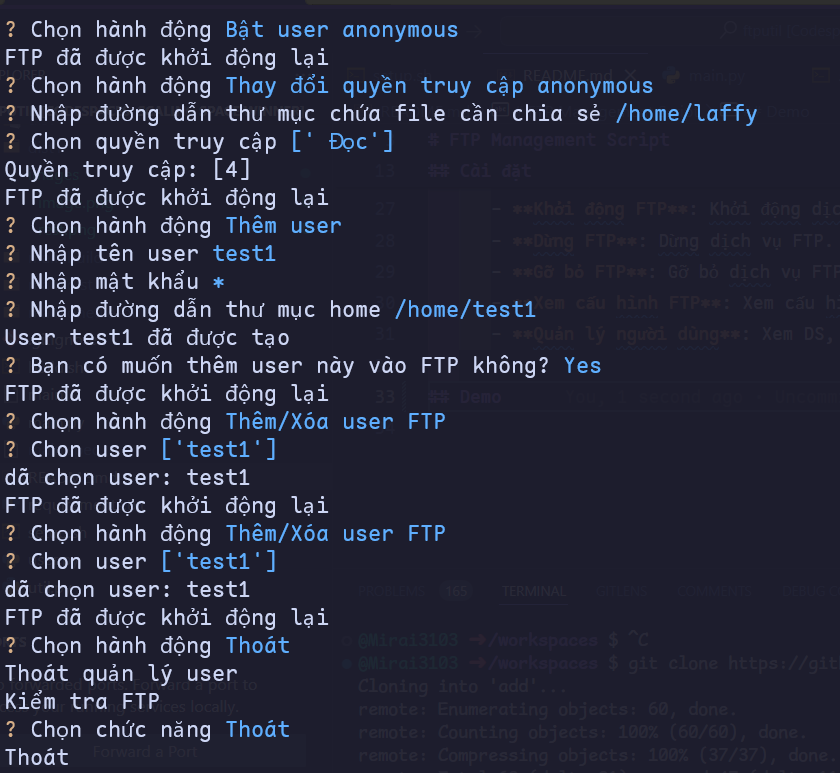 ? Chọn hành động Bật user anonymous
FTP đã được khởi động lại
? Chọn hành động Thay đổi quyền truy cập anonymous
? Nhập đường dẫn thư mục chứa file cần chia sẻ /home/laffy
? Chọn quyền truy cập [' Đọc']
Quyền truy cập: [4]
FTP đã được khởi động lại
? Chọn hành động Thêm user
? Nhập tên user test1
? Nhập mật khẩu *
? Nhập đường dẫn thư mục home /home/test1
User test1 đã được tạo
? Bạn có muốn thêm user này vào FTP không? Yes
FTP đã được khởi động lại
? Chọn hành động Thêm/Xóa user FTP
? Chon user ['test1']
dã chọn user: test1
FTP đã được khởi động lại
? Chọn hành động Thêm/Xóa user FTP
? Chon user ['test1']
dã chọn user: test1
FTP đã được khởi động lại
? Chọn hành động Thoát
Thoát quản lý user
Kiểm tra FTP
? Chọn chức năng Thoát
Thoát
README.md
# FTP Management Script
13 ## Cài đặt
27 - **Khởi động FTP**: Khởi động dịc
28 - **Dừng FTP**: Dừng dịch vụ FTP.
29 - **Gỡ bỏ FTP**: Gỡ bỏ dịch vụ FTP
- **Xem cấu hình FTP**: Xem cấu h
- **Quản lý người dùng**: Xem DS,
33 ## Demo
PROBLEMS 165 TERMINAL COMMENTS
@Mirai3103 ➜/workspaces $ ^C
@Mirai3103 ➜/workspaces $ git clone https://gith
Cloning into 'add'...
remote: Enumerating objects: 60, done.
remote: Counting objects: 100% (60/60), done.
remote: Compressing objects: 100% (37/37), done.
Forward a Port